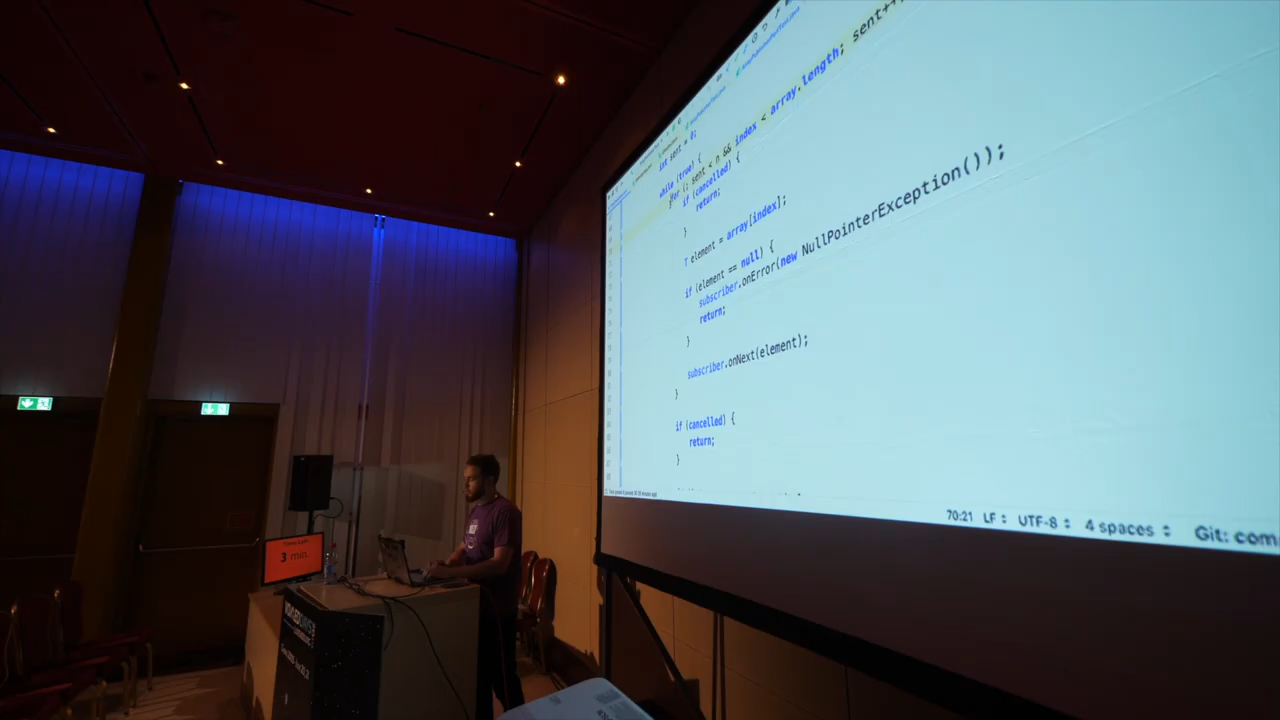 int sent = 0;
while (true) {
for (; sent < n && index < array.length; sent++,
if (cancelled) {
return;
}
T element = array[index];
if (element == null) {
subscriber.onError(new NullPointerException());
return;
}
subscriber.onNext(element);
}
if (cancelled) {
return;
}
70:21 LF UTF-8 4 spaces Git: com
3 min.